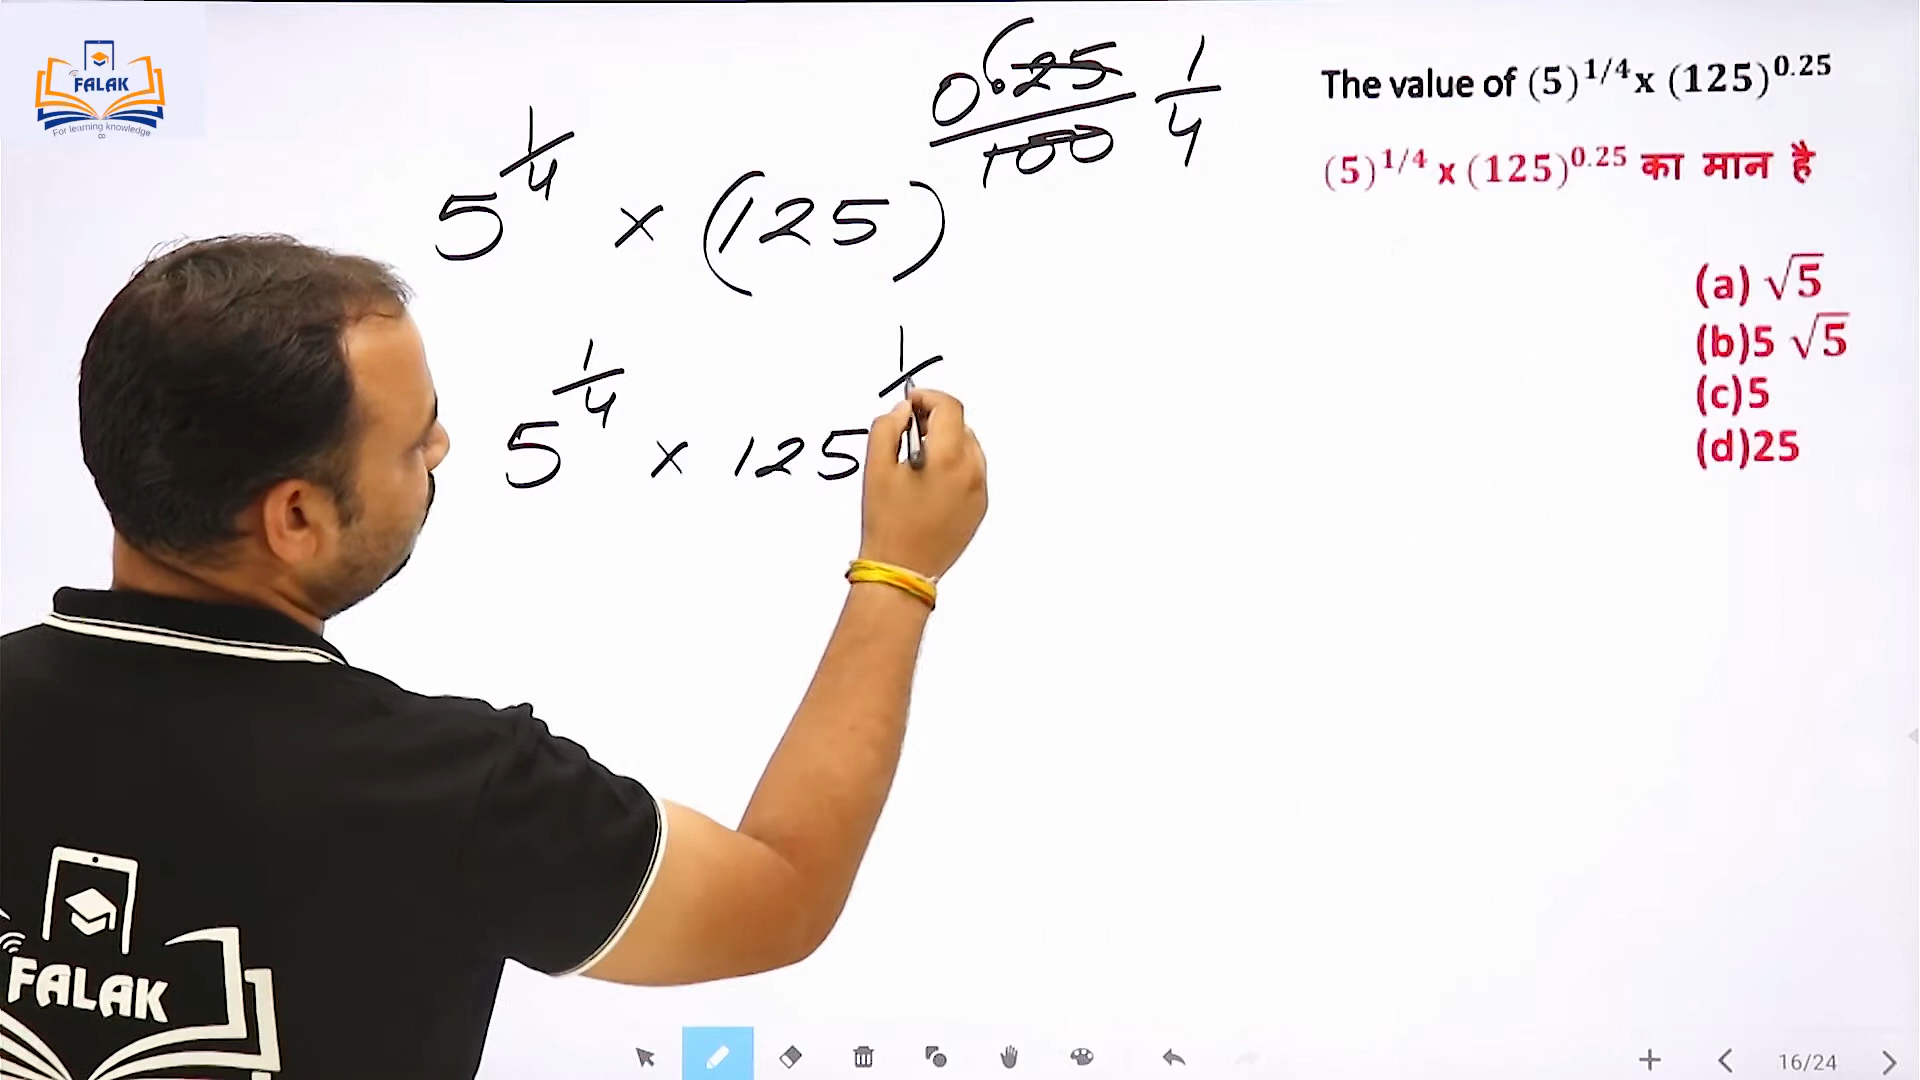 FALAK
For learning knowledge
The value of (5)^{1/4} x (125)^{0.25}
(5)^{1/4} x (125)^{0.25} का मान है
(a) √5
(b)5 √5
(c)5
(d)25
5^{1/4} × (125)^{0.25/100} 1/4
5^{1/4} × 125^{1/}
FALAK
16/24